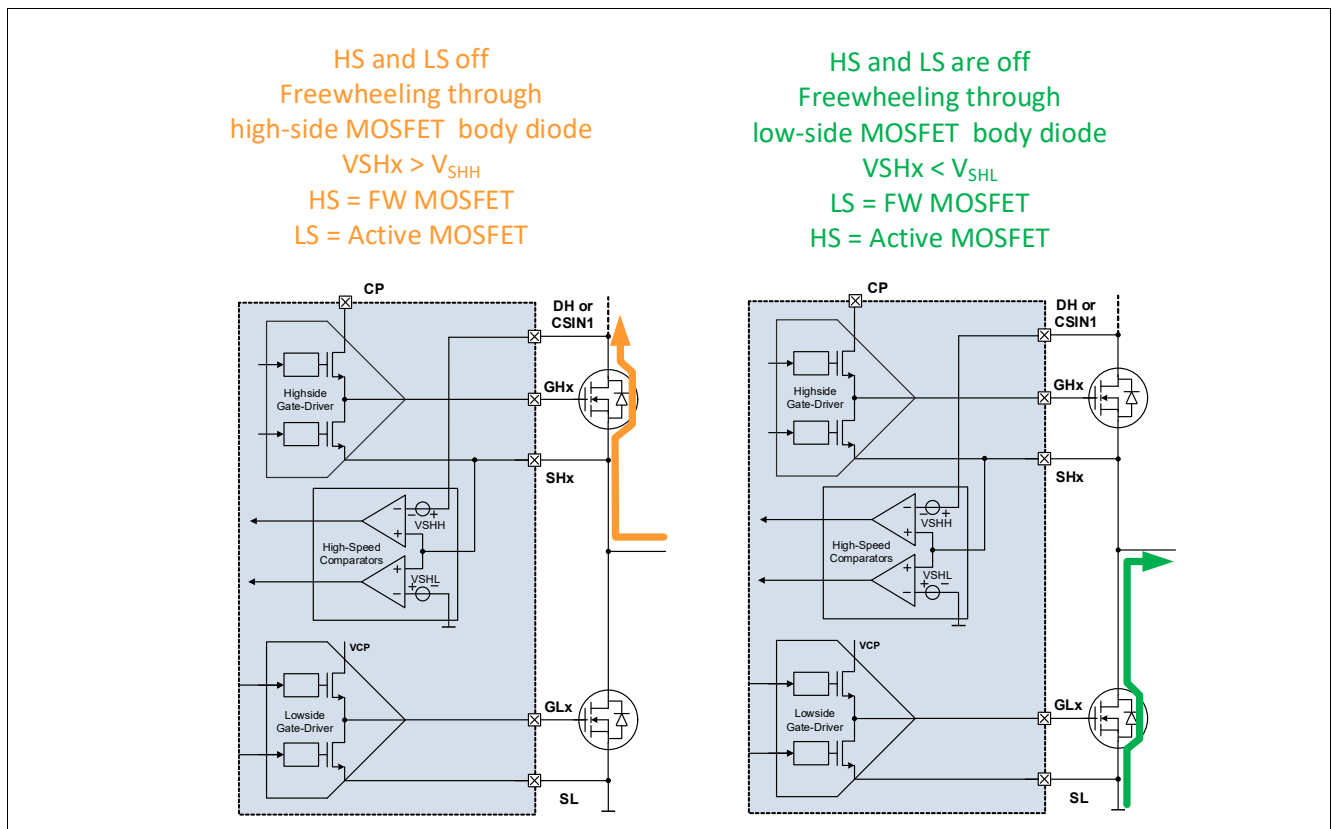 HS and LS off
Freewheeling through
high-side MOSFET body diode
VSHx > VSHH
HS = FW MOSFET
LS = Active MOSFET
CP
DH or
CSIN1
Highside
Gate-Driver
GHx
SHx
VSHH
High-Speed
Comparators
VSHL
VCP
Lowside
Gate-Driver
GLx
SL
HS and LS are off
Freewheeling through
low-side MOSFET body diode
VSHx < VSHL
LS = FW MOSFET
HS = Active MOSFET
CP
DH or
CSIN1
Highside
Gate-Driver
GHx
SHx
VSHH
High-Speed
Comparators
VSHL
VCP
Lowside
Gate-Driver
GLx
SL